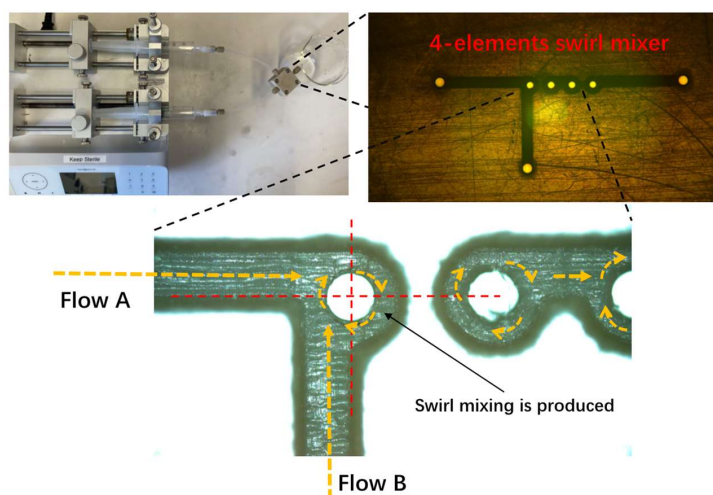 4-elements swirl mixer
Keep Sterile
Flow A
Swirl mixing is produced
Flow B